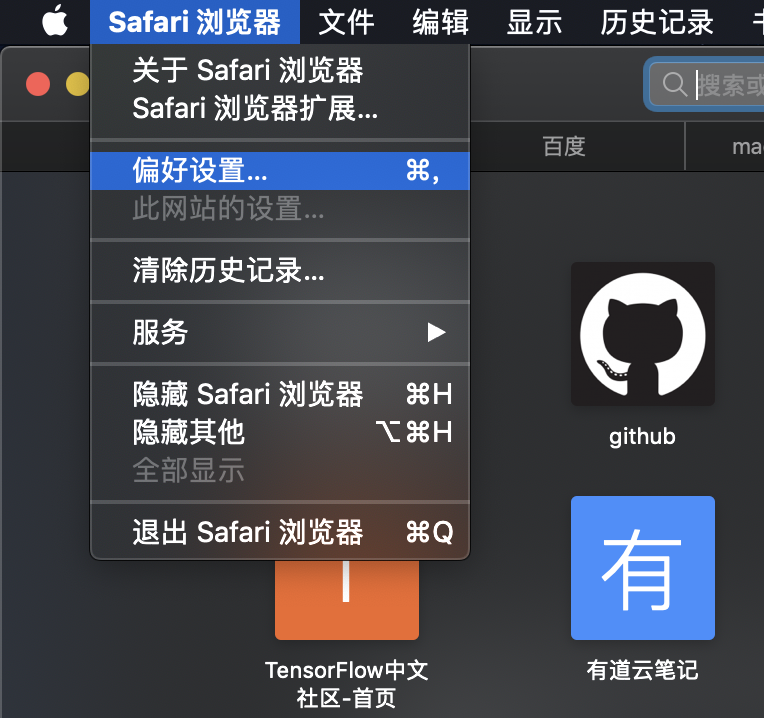 Safari 浏览器 文件 编辑 显示 历史记录
关于 Safari 浏览器
Safari 浏览器扩展...
搜索或
偏好设置... ⌘,
百度
此网站的设置...
清除历史记录...
服务 ▶
隐藏 Safari 浏览器 ⌘H
隐藏其他 ⌥⌘H
全部显示
退出 Safari 浏览器 ⌘Q
github
有
TensorFlow中文
社区-首页
有道云笔记